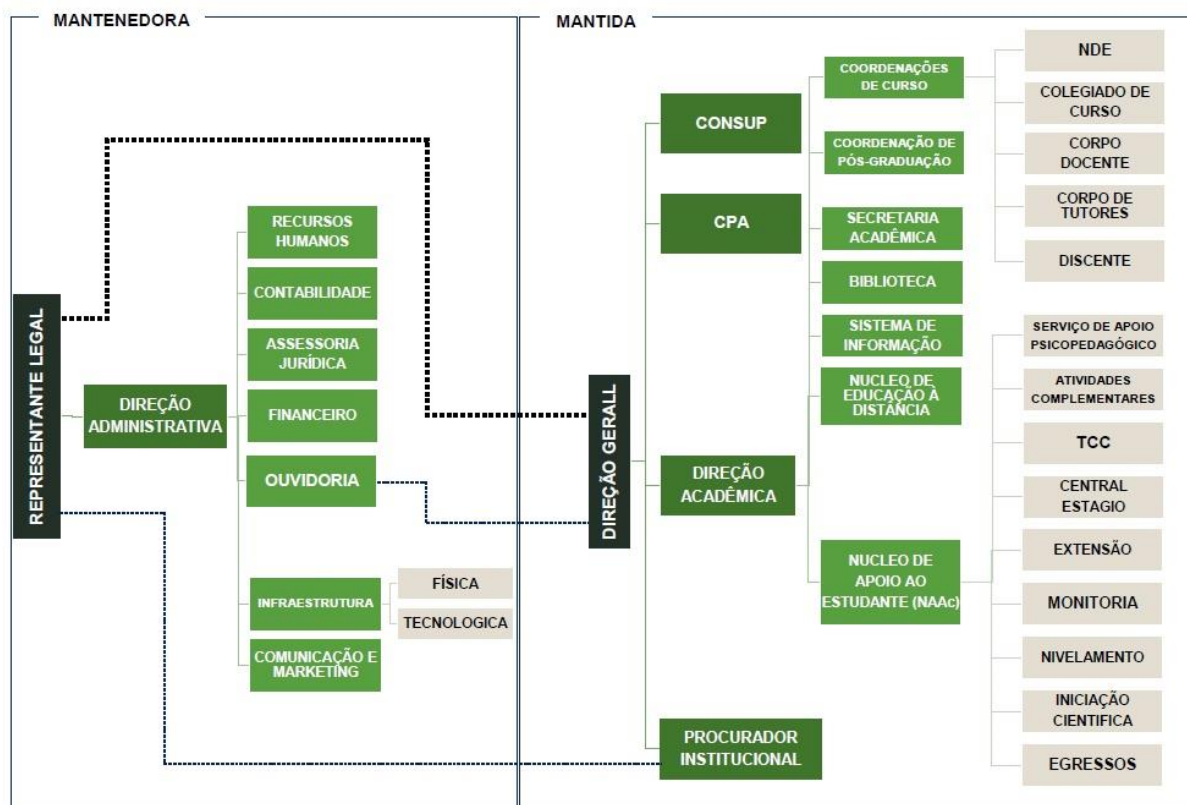 MANTENEDORA
REPRESENTANTE LEGAL
DIREÇÃO
ADMINISTRATIVA
RECURSOS
HUMANOS
CONTABILIDADE
ASSESSORIA
JURÍDICA
FINANCEIRO
OUVIDORIA
INFRAESTRUTURA
FÍSICA
TECNOLOGICA
COMUNICAÇÃO E
MARKETING
MANTIDA
DIREÇÃO GERALL
CONSUP
CPA
DIREÇÃO
ACADÊMICA
PROCURADOR
INSTITUCIONAL
COORDENAÇÕES
DE CURSO
COORDENAÇÃO DE
PÓS-GRADUAÇÃO
SECRETARIA
ACADÊMICA
BIBLIOTECA
SISTEMA DE
INFORMAÇÃO
NUCLEO DE
EDUCAÇÃO À
DISTÂNCIA
NUCLEO DE
APOIO AO
ESTUDANTE (NAAc)
NDE
COLEGIADO DE
CURSO
CORPO
DOCENTE
CORPO DE
TUTORES
DISCENTE
SERVIÇO DE APOIO
PSICOPEDAGÓGICO
ATIVIDADES
COMPLEMENTARES
TCC
CENTRAL
ESTAGIO
EXTENSÃO
MONITORIA
NIVELAMENTO
INICIAÇÃO
CIENTIFICA
EGRESSOS